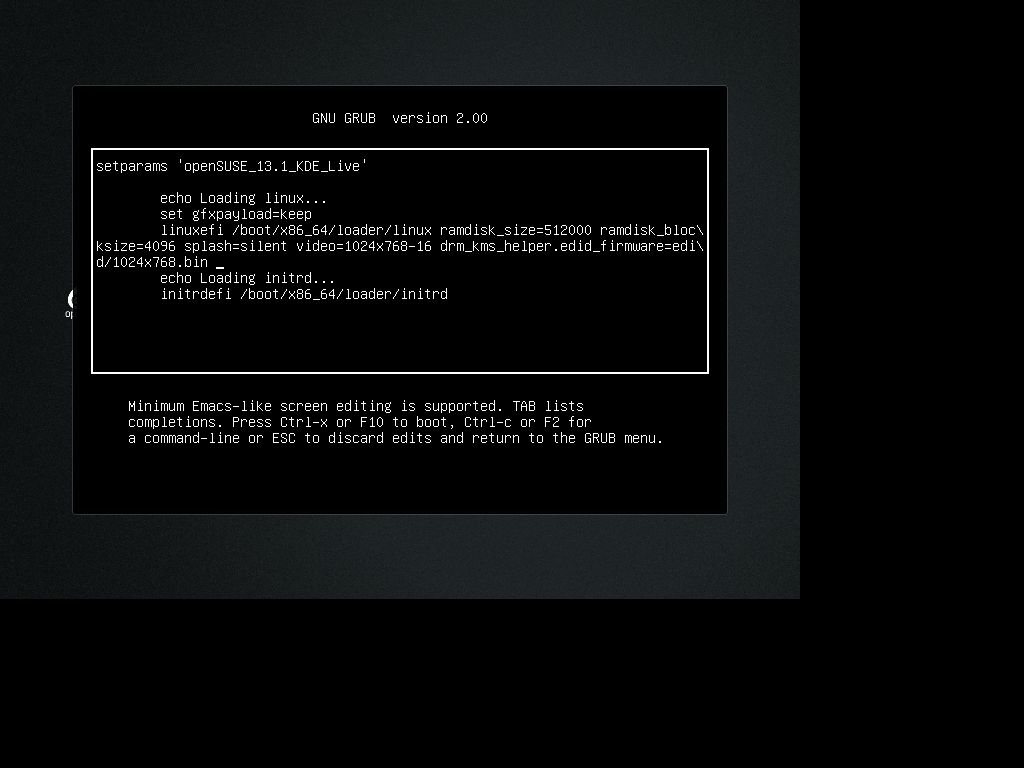 GNU GRUB  version 2.00
setparams 'openSUSE_13.1_KDE_Live'
echo Loading linux...
set gfxpayload=keep
linuxefi /boot/x86_64/loader/linux ramdisk_size=512000 ramdisk_bloc\
ksize=4096 splash=silent video=1024x768-16 drm_kms_helper.edid_firmware=edi\
d/1024x768.bin _
echo Loading initrd...
initrdefi /boot/x86_64/loader/initrd
Minimum Emacs-like screen editing is supported. TAB lists
completions. Press Ctrl-x or F10 to boot, Ctrl-c or F2 for
a command-line or ESC to discard edits and return to the GRUB menu.